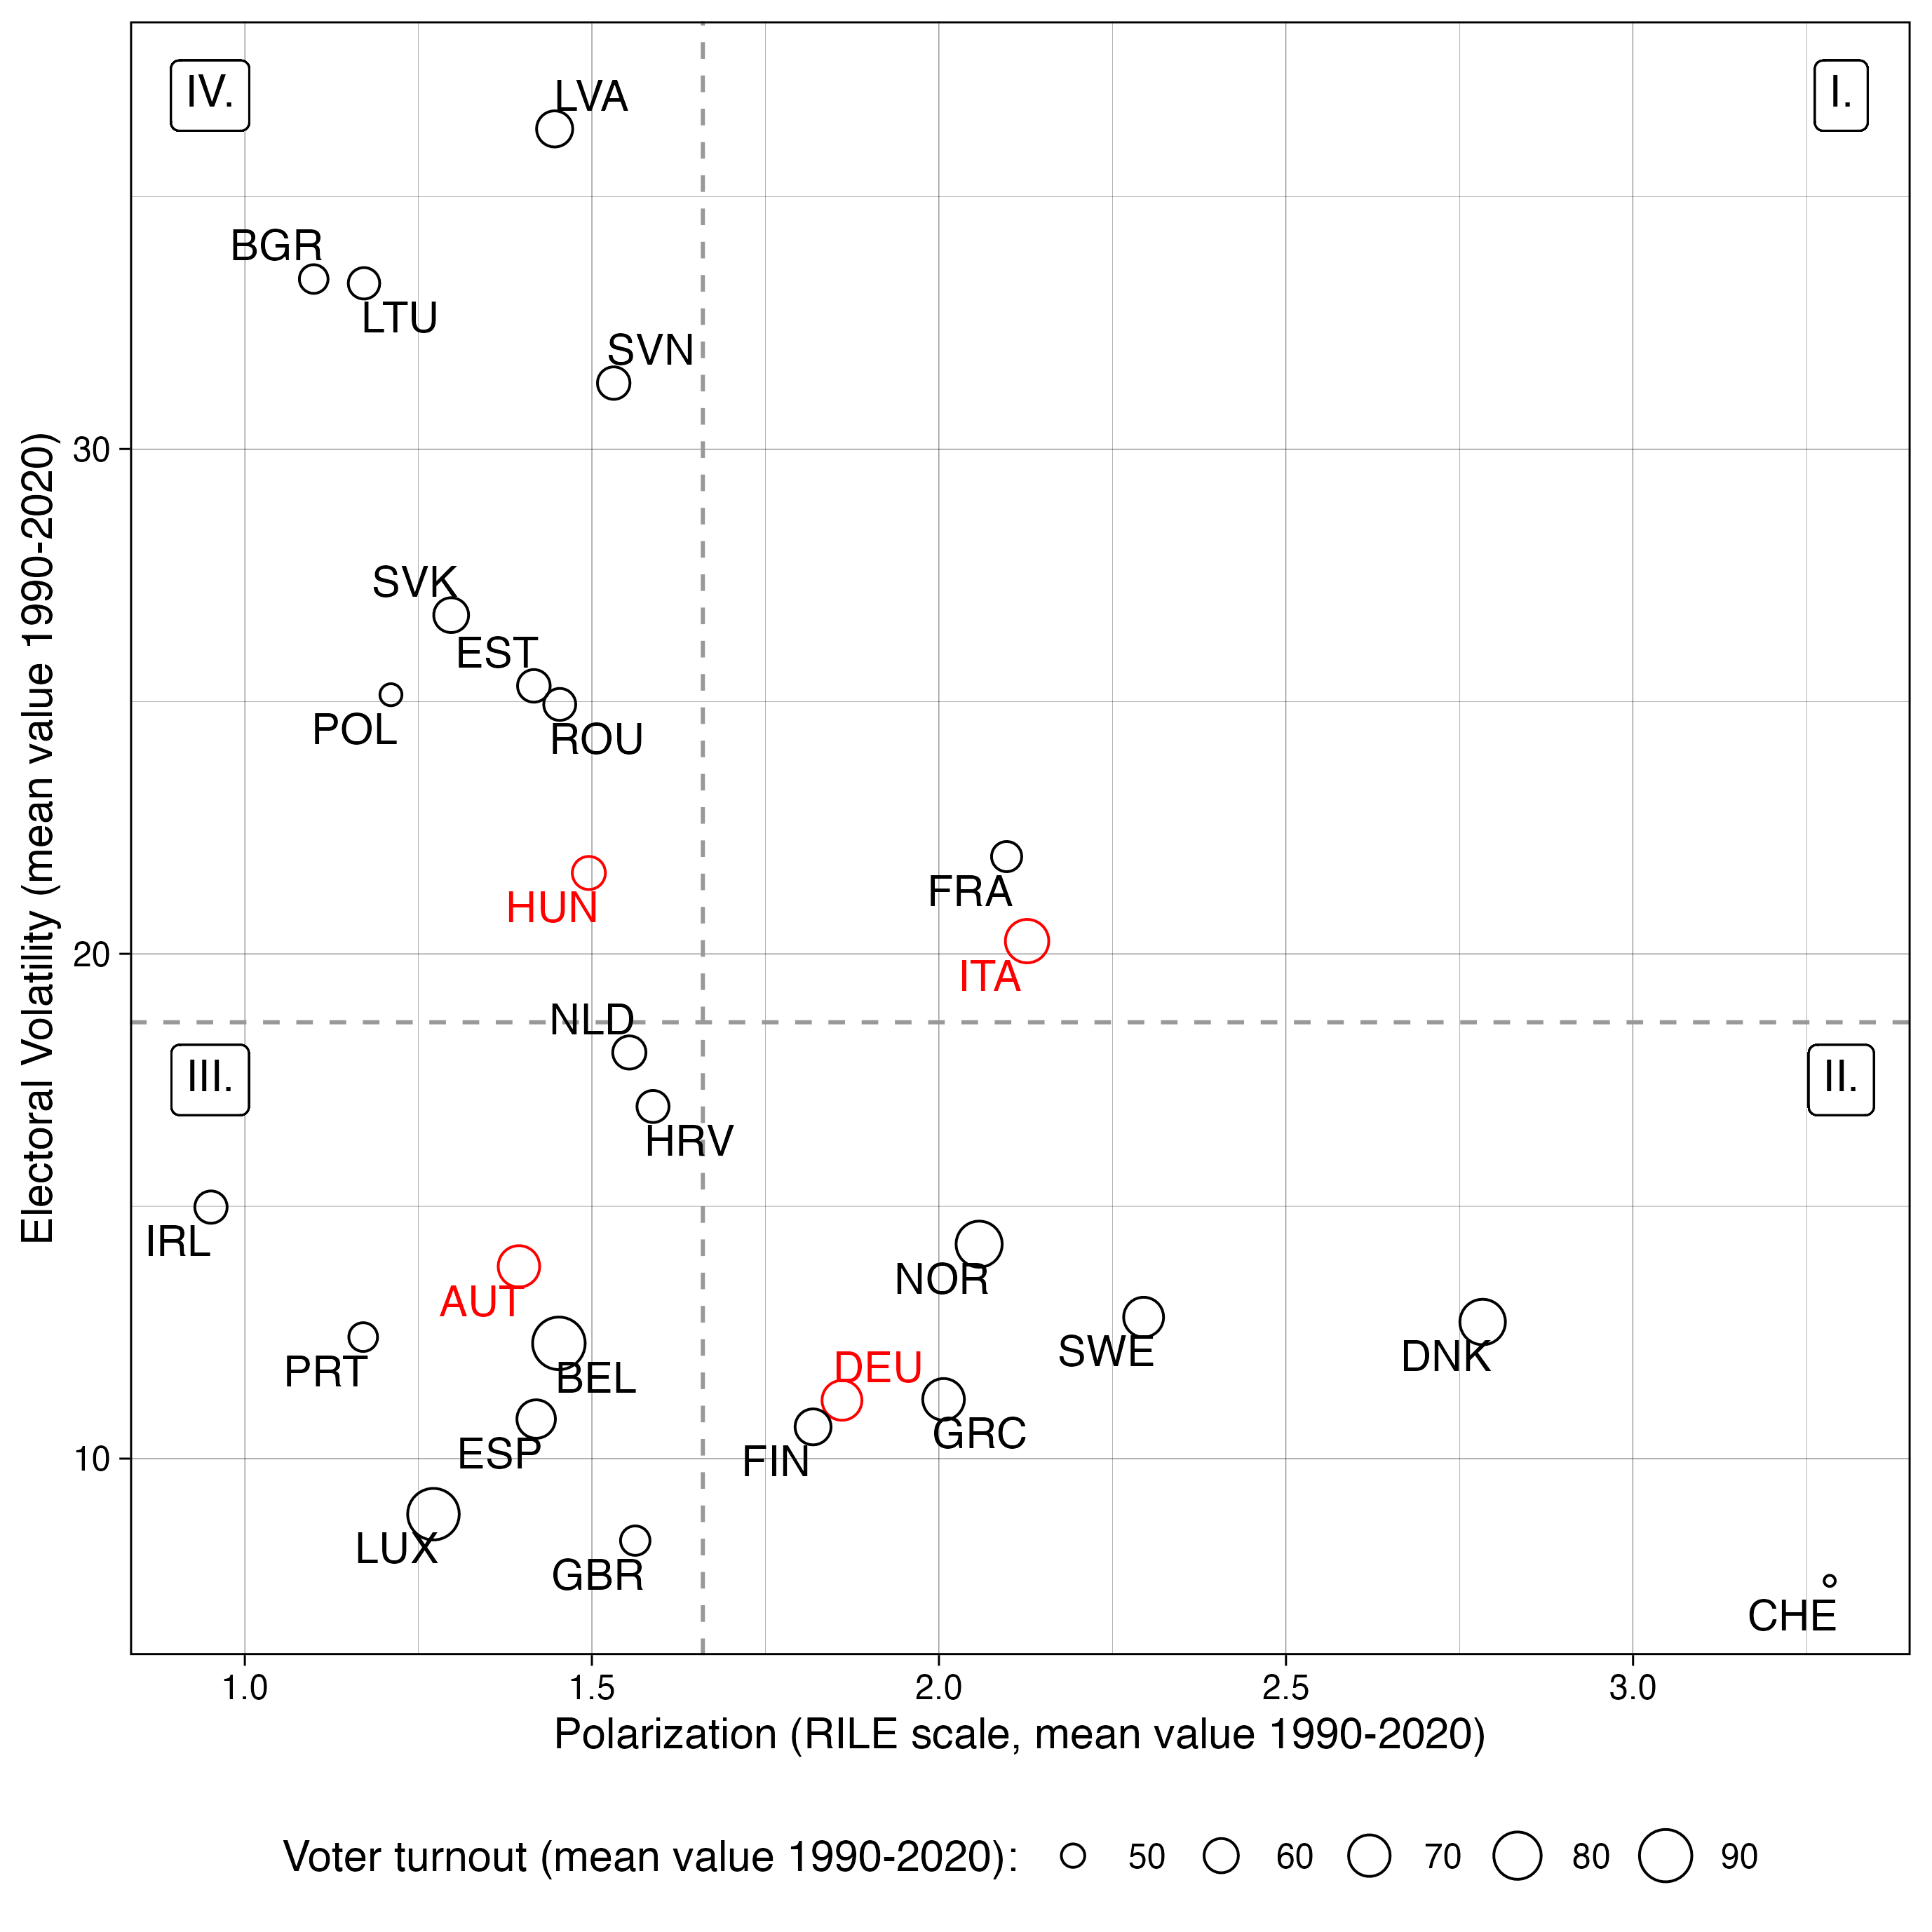 IV.
I.
LVA
BGR
LTU
SVN
30
SVK
EST
POL
ROU
HUN
FRA
20
ITA
NLD
III.
II.
HRV
IRL
NOR
AUT
SWE
DNK
PRT
BEL
DEU
GRC
ESP
FIN
10
LUX
GBR
CHE
Electoral Volatility (mean value 1990-2020)
1.0 1.5 2.0 2.5 3.0
Polarization (RILE scale, mean value 1990-2020)
Voter turnout (mean value 1990-2020): 50 60 70 80 90